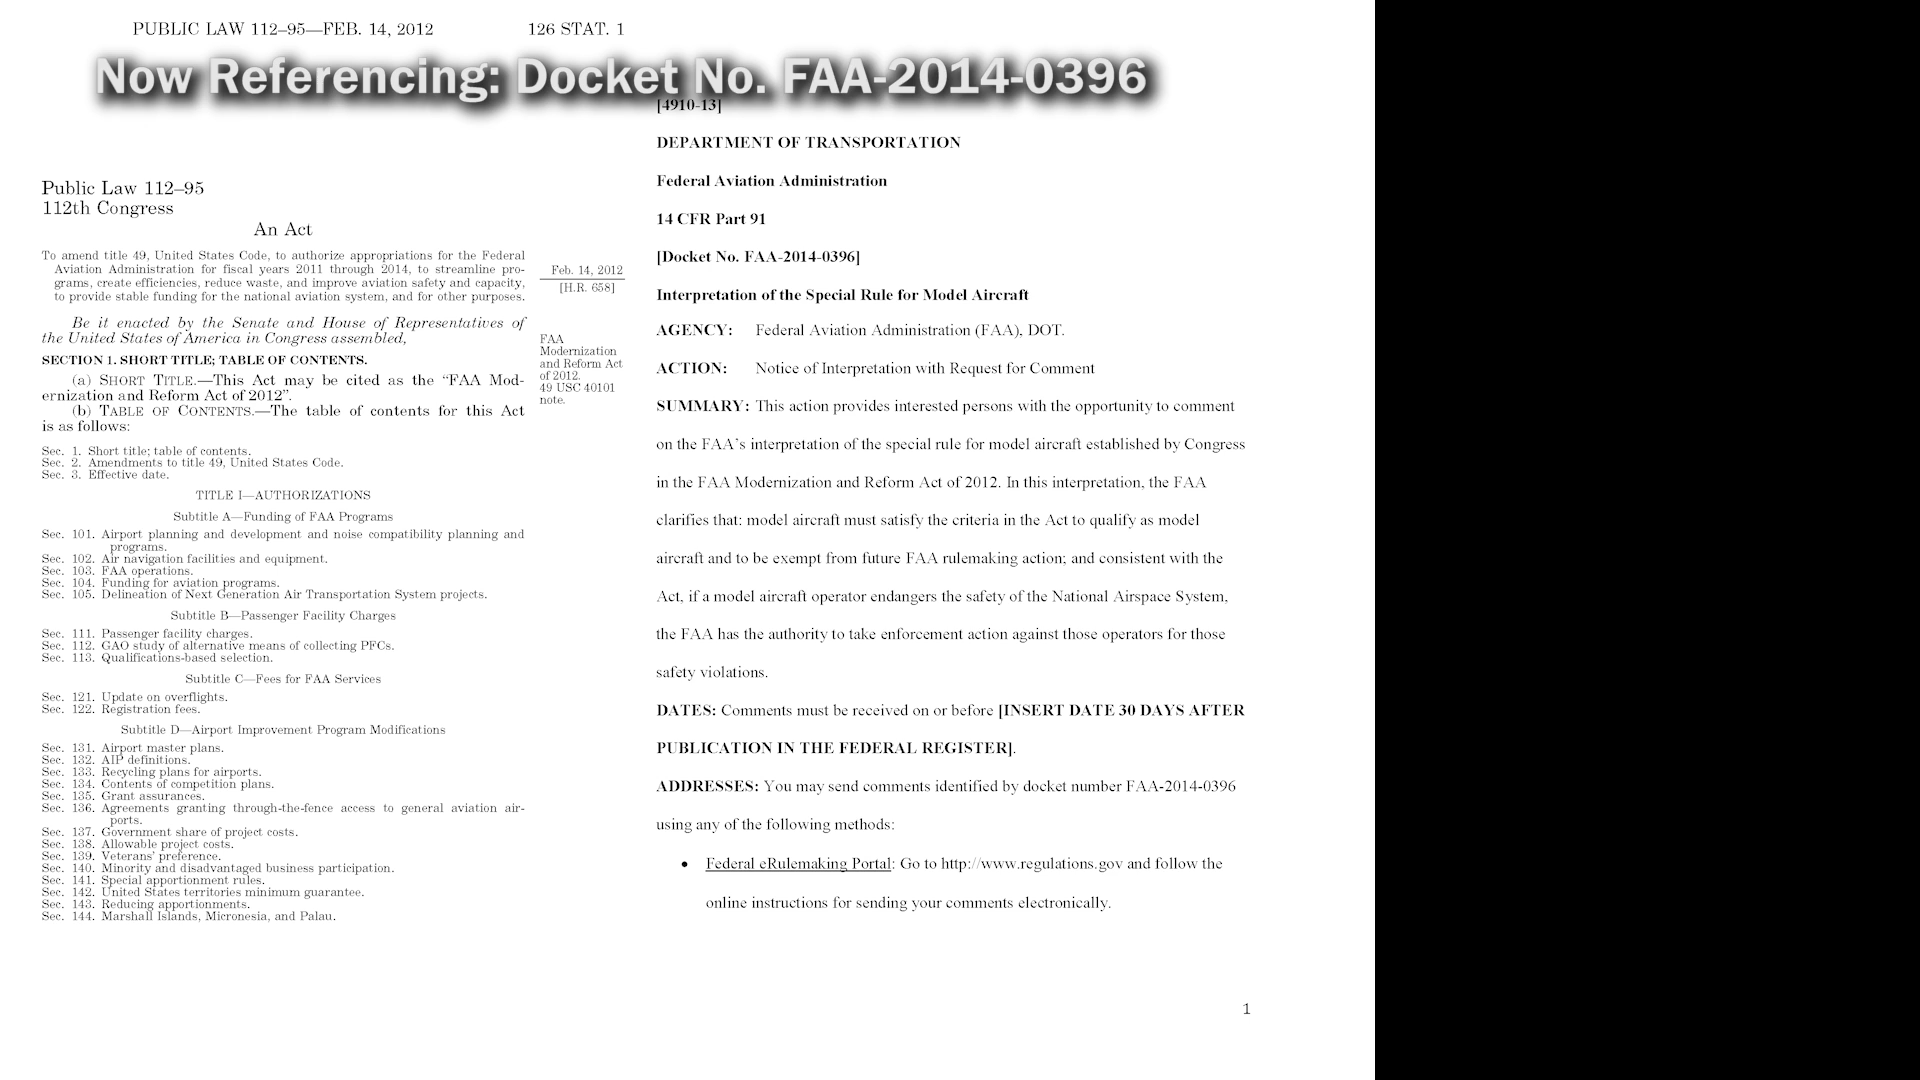 PUBLIC LAW 112–95—FEB. 14, 2012 126 STAT. 1
Now Referencing: Docket No. FAA-2014-0396
Public Law 112–95
112th Congress
An Act
To amend title 49, United States Code, to authorize appropriations for the Federal
Aviation Administration for fiscal years 2011 through 2014, to streamline pro-
grams, create efficiencies, reduce waste, and improve aviation safety and capacity,
to provide stable funding for the national aviation system, and for other purposes.
Feb. 14, 2012
[H.R. 658]
Be it enacted by the Senate and House of Representatives of
the United States of America in Congress assembled,
FAA
Modernization
and Reform Act
of 2012.
49 USC 40101
note.
SECTION 1. SHORT TITLE; TABLE OF CONTENTS.
(a) SHORT TITLE.—This Act may be cited as the “FAA Mod-
ernization and Reform Act of 2012”.
(b) TABLE OF CONTENTS.—The table of contents for this Act
is as follows:
Sec. 1. Short title; table of contents.
Sec. 2. Amendments to title 49, United States Code.
Sec. 3. Effective date.
TITLE I—AUTHORIZATIONS
Subtitle A—Funding of FAA Programs
Sec. 101. Airport planning and development and noise compatibility planning and
programs.
Sec. 102. Air navigation facilities and equipment.
Sec. 103. FAA operations.
Sec. 104. Funding for aviation programs.
Sec. 105. Delineation of Next Generation Air Transportation System projects.
Subtitle B—Passenger Facility Charges
Sec. 111. Passenger facility charges.
Sec. 112. GAO study of alternative means of collecting PFCs.
Sec. 113. Qualifications-based selection.
Subtitle C—Fees for FAA Services
Sec. 121. Update on overflights.
Sec. 122. Registration fees.
Subtitle D—Airport Improvement Program Modifications
Sec. 131. Airport master plans.
Sec. 132. AIP definitions.
Sec. 133. Recycling plans for airports.
Sec. 134. Contents of competition plans.
Sec. 135. Grant assurances.
Sec. 136. Agreements granting through-the-fence access to general aviation air-
ports.
Sec. 137. Government share of project costs.
Sec. 138. Allowable project costs.
Sec. 139. Veterans’ preference.
Sec. 140. Minority and disadvantaged business participation.
Sec. 141. Special apportionment rules.
Sec. 142. United States territories minimum guarantee.
Sec. 143. Reducing apportionments.
Sec. 144. Marshall Islands, Micronesia, and Palau.
[4910-13]
DEPARTMENT OF TRANSPORTATION
Federal Aviation Administration
14 CFR Part 91
[Docket No. FAA-2014-0396]
Interpretation of the Special Rule for Model Aircraft
AGENCY: Federal Aviation Administration (FAA), DOT.
ACTION: Notice of Interpretation with Request for Comment
SUMMARY: This action provides interested persons with the opportunity to comment
on the FAA’s interpretation of the special rule for model aircraft established by Congress
in the FAA Modernization and Reform Act of 2012. In this interpretation, the FAA
clarifies that: model aircraft must satisfy the criteria in the Act to qualify as model
aircraft and to be exempt from future FAA rulemaking action; and consistent with the
Act, if a model aircraft operator endangers the safety of the National Airspace System,
the FAA has the authority to take enforcement action against those operators for those
safety violations.
DATES: Comments must be received on or before [INSERT DATE 30 DAYS AFTER
PUBLICATION IN THE FEDERAL REGISTER].
ADDRESSES: You may send comments identified by docket number FAA-2014-0396
using any of the following methods:
• Federal eRulemaking Portal: Go to http://www.regulations.gov and follow the
online instructions for sending your comments electronically.
1